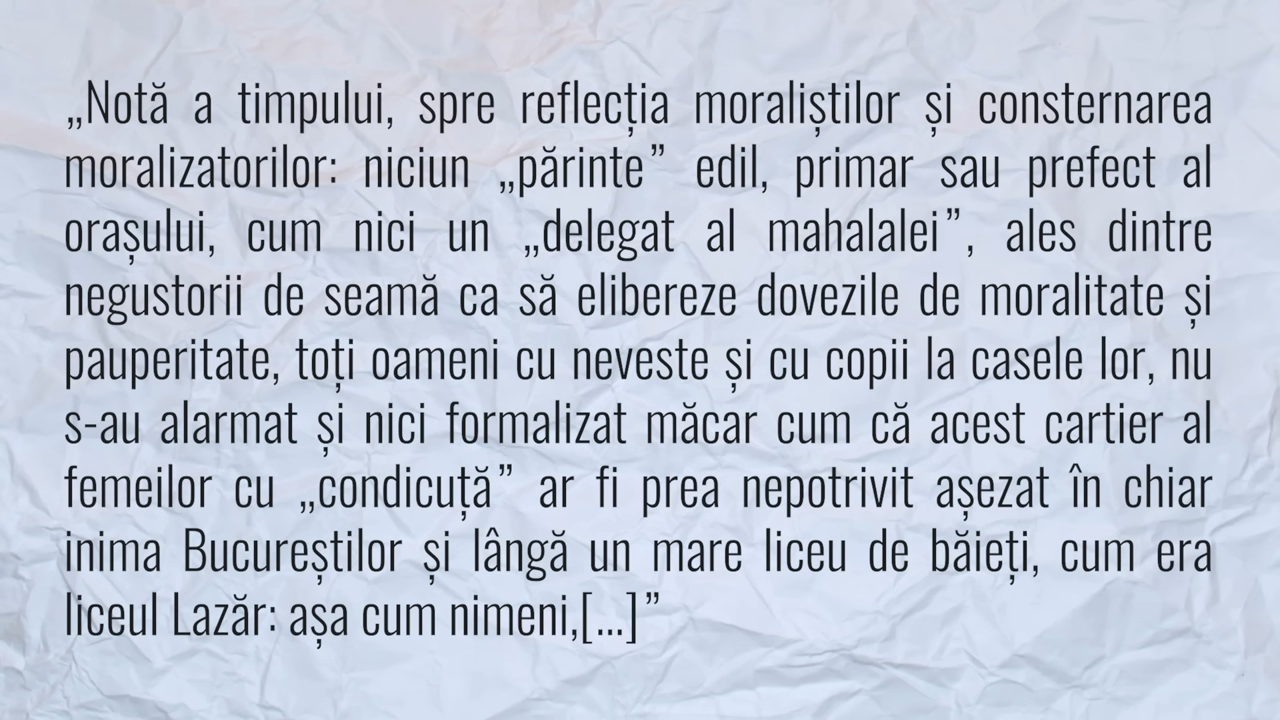 „Notă a timpului, spre reflecția moraliștilor și consternarea
moralizatorilor: niciun „părinte” edil, primar sau prefect al
orașului, cum nici un „delegat al mahalalei”, ales dintre
negustorii de seamă ca să elibereze dovezile de moralitate și
pauperitate, toți oameni cu neveste și cu copii la casele lor, nu
s-au alarmat și nici formalizat măcar cum că acest cartier al
femeilor cu „condicuță” ar fi prea nepotrivit așezat în chiar
inima Bucureștilor și lângă un mare liceu de băieți, cum era
liceul Lazăr: așa cum nimeni,[...]”